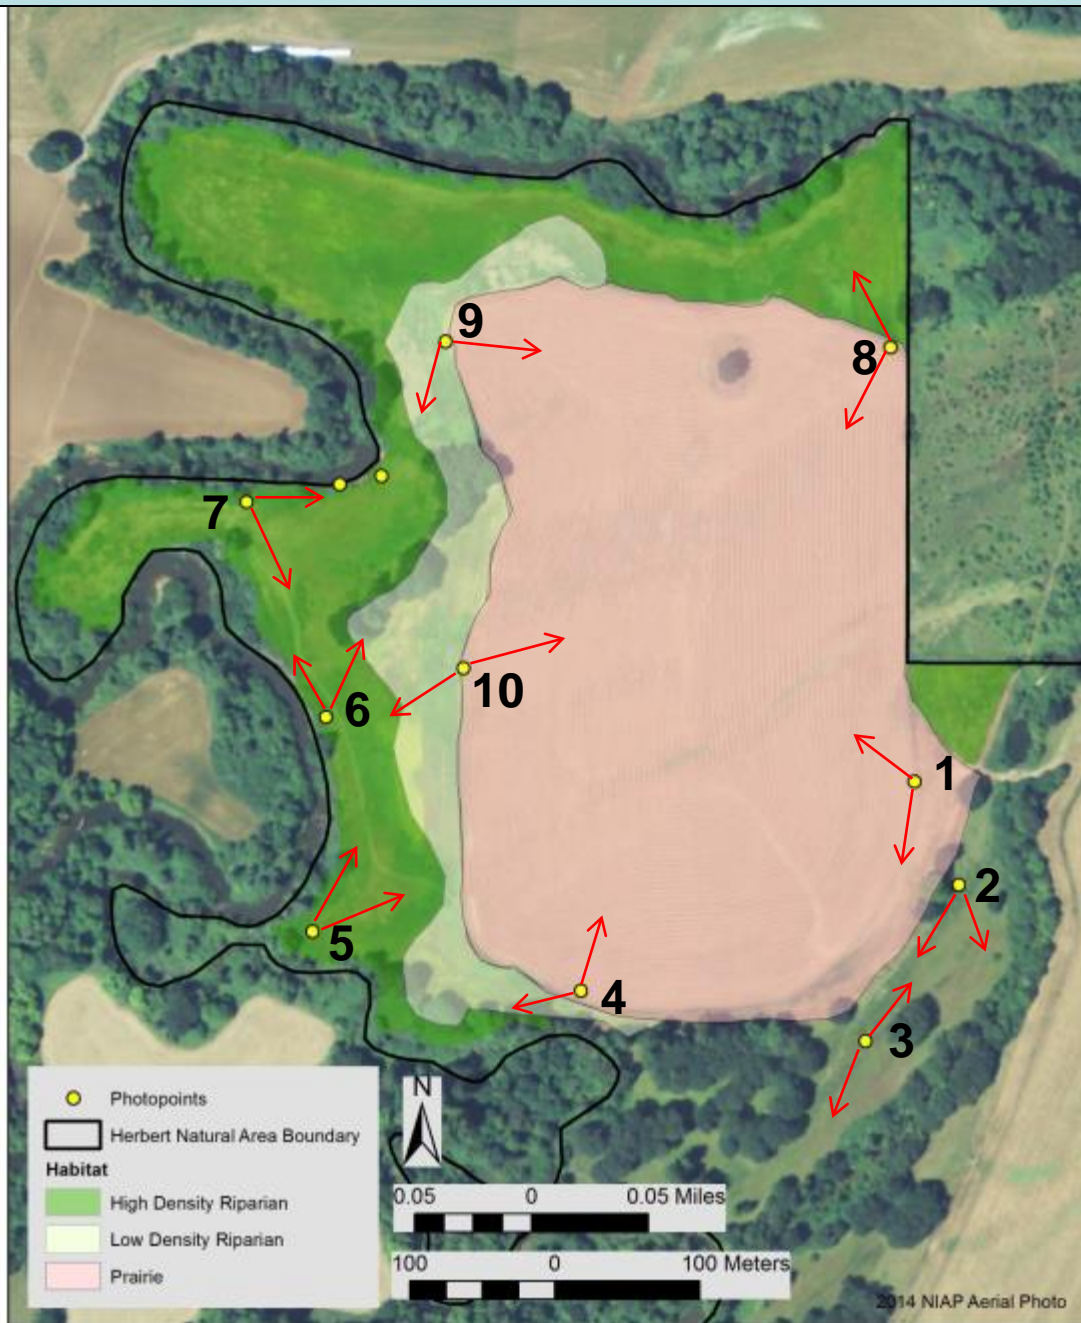 9
8
7
10
6
1
2
5
4
3
N
Photopoints
Herbert Natural Area Boundary
Habitat
High Density Riparian
Low Density Riparian
Prairie
0.05 0 0.05 Miles
100 0 100 Meters
2014 NIAP Aerial Photo